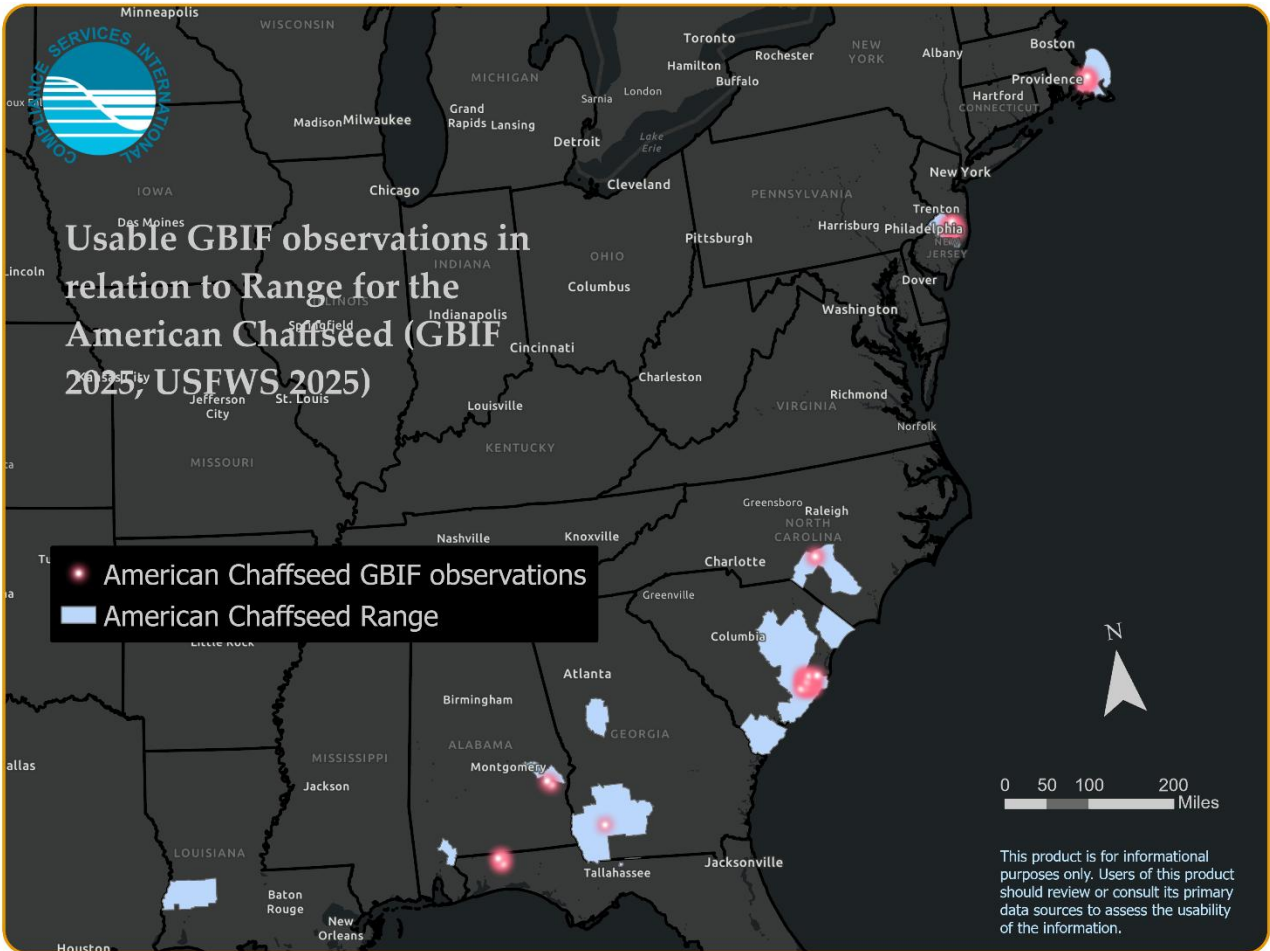 Minneapolis
WISCONSIN
COMPLIANCE SERVICES INTERNATIONAL
Toronto
Rochester
NEW
YORK
Albany
Boston
Hamilton
Buffalo
Providence
Hartford
CONNECTICUT
MICHIGAN
Sarnia
London
Grand
Rapids
Lansing
Madison
Milwaukee
Detroit
Lake
Erie
Chicago
Cleveland
New York
IOWA
PENNSYLVANIA
Trenton
Des Moines
Harrisburg
Philadelphia
NEW
JERSEY
Pittsburgh
Usable GBIF observations in
relation to Range for the
American Chaffseed (GBIF
2025; USFWS 2025)
INDIANA
OHIO
Columbus
Dover
ILLINOIS
Indianapolis
Washington
Springfield
Cincinnati
Kansas City
Jefferson
City
St. Louis
Charleston
Louisville
Richmond
VIRGINIA
Norfolk
KENTUCKY
MISSOURI
Greensboro
Raleigh
NORTH
CAROLINA
Nashville
Knoxville
Charlotte
American Chaffseed GBIF observations
American Chaffseed Range
Greenville
Little Rock
Columbia
Atlanta
Birmingham
GEORGIA
ALABAMA
MISSISSIPPI
Montgomery
Jackson
LOUISIANA
Tallahassee
Jacksonville
Baton
Rouge
New
Orleans
Houston
N
0 50 100 200
Miles
This product is for informational
purposes only. Users of this product
should review or consult its primary
data sources to assess the usability
of the information.